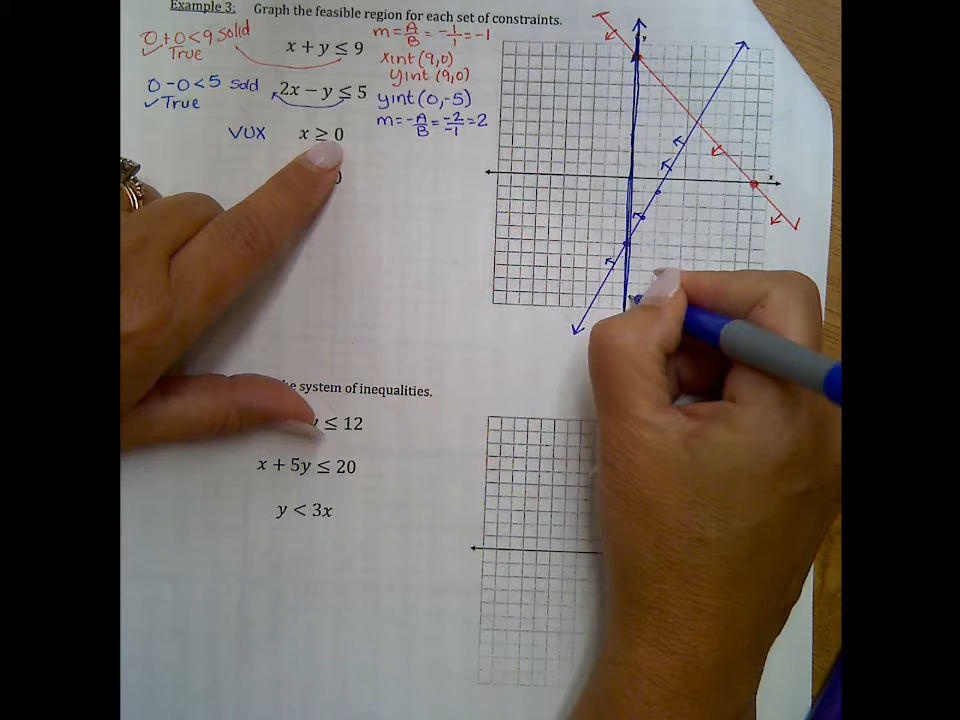 Example 3: Graph the feasible region for each set of constraints.
0+0<9 Solid
✓True
x + y ≤ 9
m=A/B = -1/1 = -1
xint (9,0)
yint (9,0)
0-0<5 Sold
✓True
2x − y ≤ 5
yint (0,-5)
m=-A/B=-2/-1=2
VUX x ≥ 0
0
y
x
e system of inequalities.
≤ 12
x + 5y ≤ 20
y < 3x